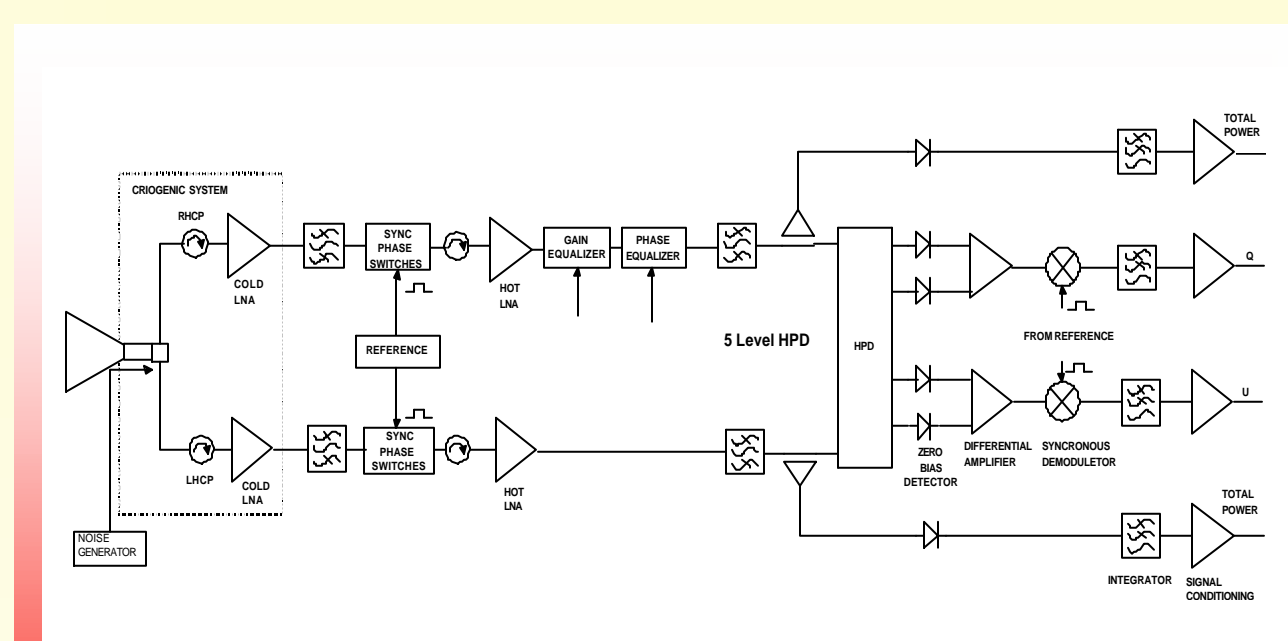 TOTAL
POWER
CRIOGENIC SYSTEM
RHCP
COLD
LNA
SYNC
PHASE
SWITCHES
HOT
LNA
GAIN
EQUALIZER
PHASE
EQUALIZER
Q
FROM REFERENCE
REFERENCE
5 Level HPD
HPD
U
LHCP
COLD
LNA
SYNC
PHASE
SWITCHES
HOT
LNA
ZERO
BIAS
DETECTOR
DIFFERENTIAL
AMPLIFIER
SYNCRONOUS
DEMODULETOR
TOTAL
POWER
NOISE
GENERATOR
INTEGRATOR
SIGNAL
CONDITIONING